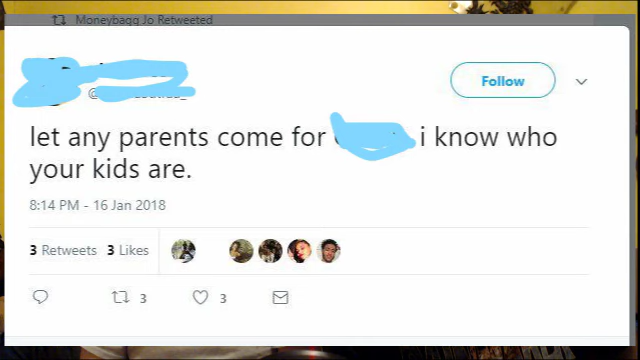 Moneybagg Jo Retweeted
Follow
let any parents come for i know who
your kids are.
8:14 PM - 16 Jan 2018
3 Retweets 3 Likes
3 3